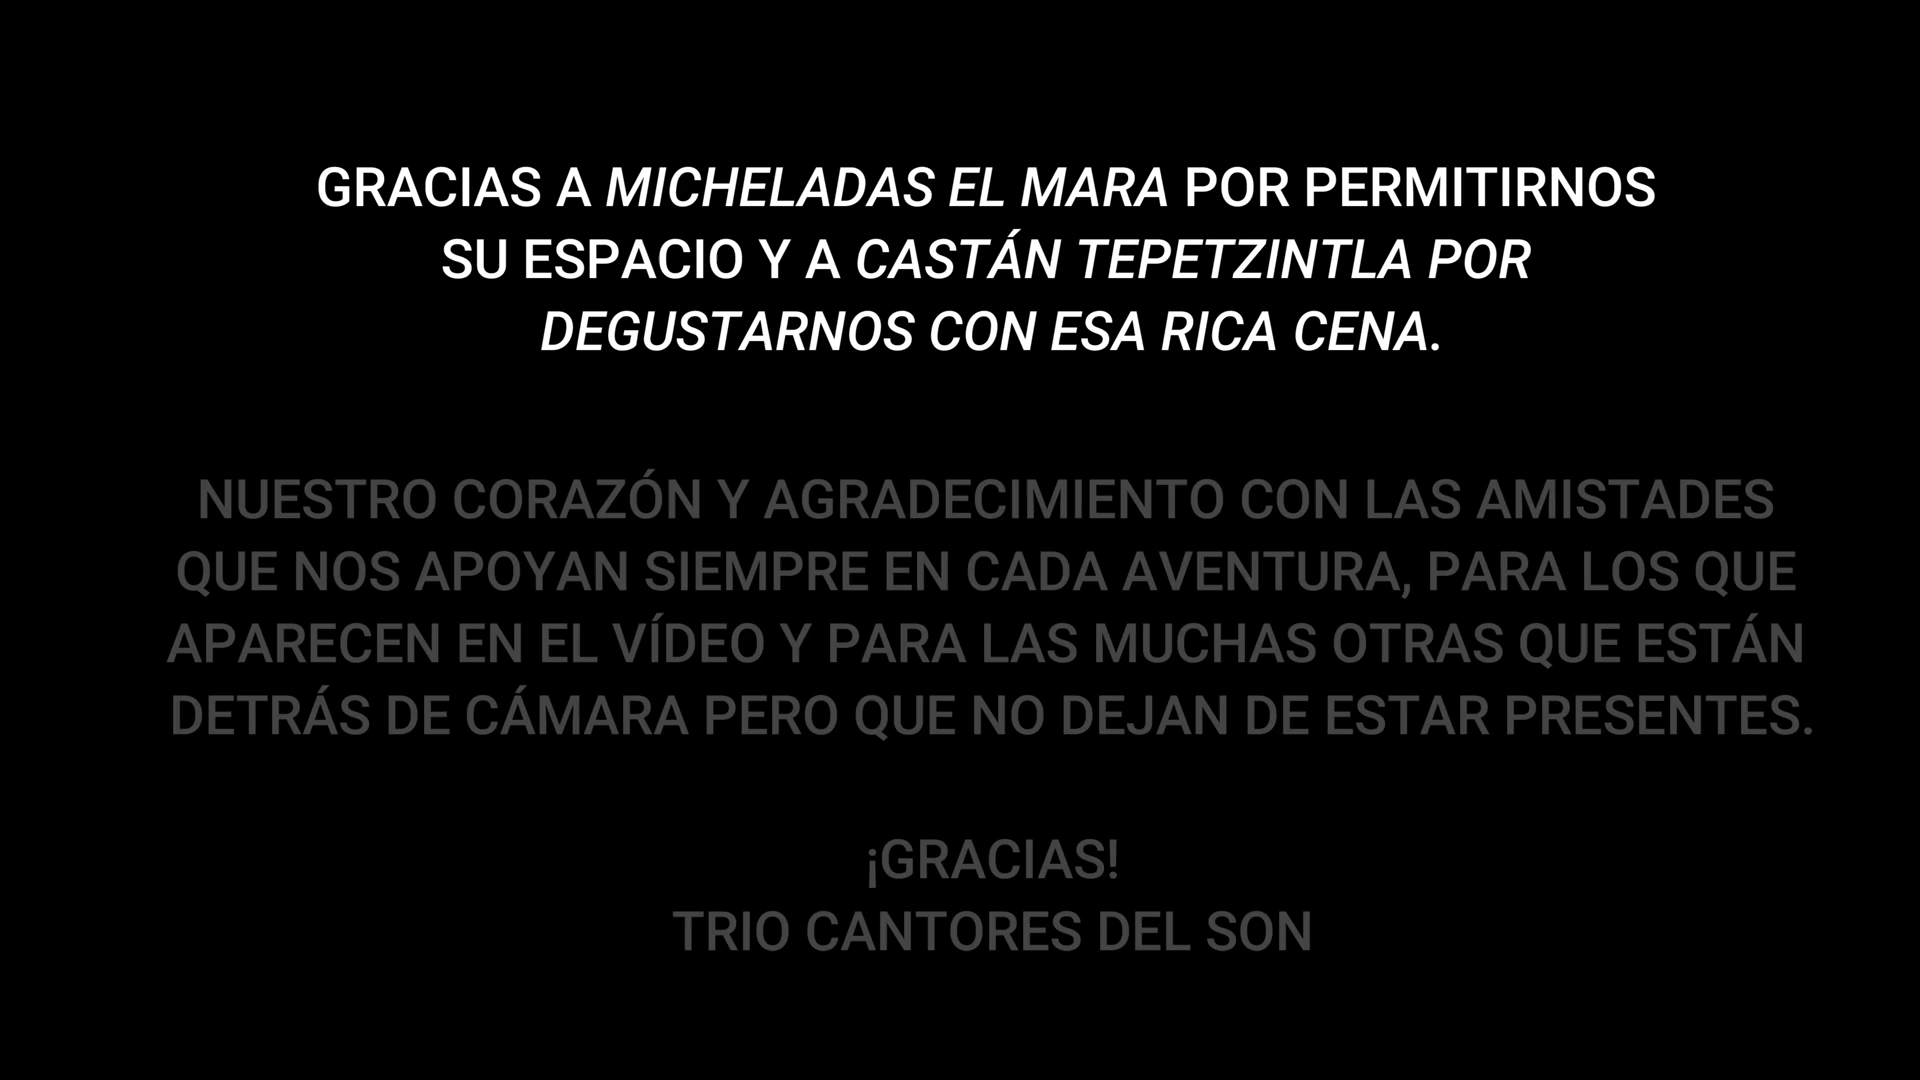 GRACIAS A MICHELADAS EL MARA POR PERMITIRNOS
SU ESPACIO Y A CASTÁN TEPETZINTLA POR
DEGUSTARNOS CON ESA RICA CENA.
NUESTRO CORAZÓN Y AGRADECIMIENTO CON LAS AMISTADES
QUE NOS APOYAN SIEMPRE EN CADA AVENTURA, PARA LOS QUE
APARECEN EN EL VÍDEO Y PARA LAS MUCHAS OTRAS QUE ESTÁN
DETRÁS DE CÁMARA PERO QUE NO DEJAN DE ESTAR PRESENTES.
¡GRACIAS!
TRIO CANTORES DEL SON